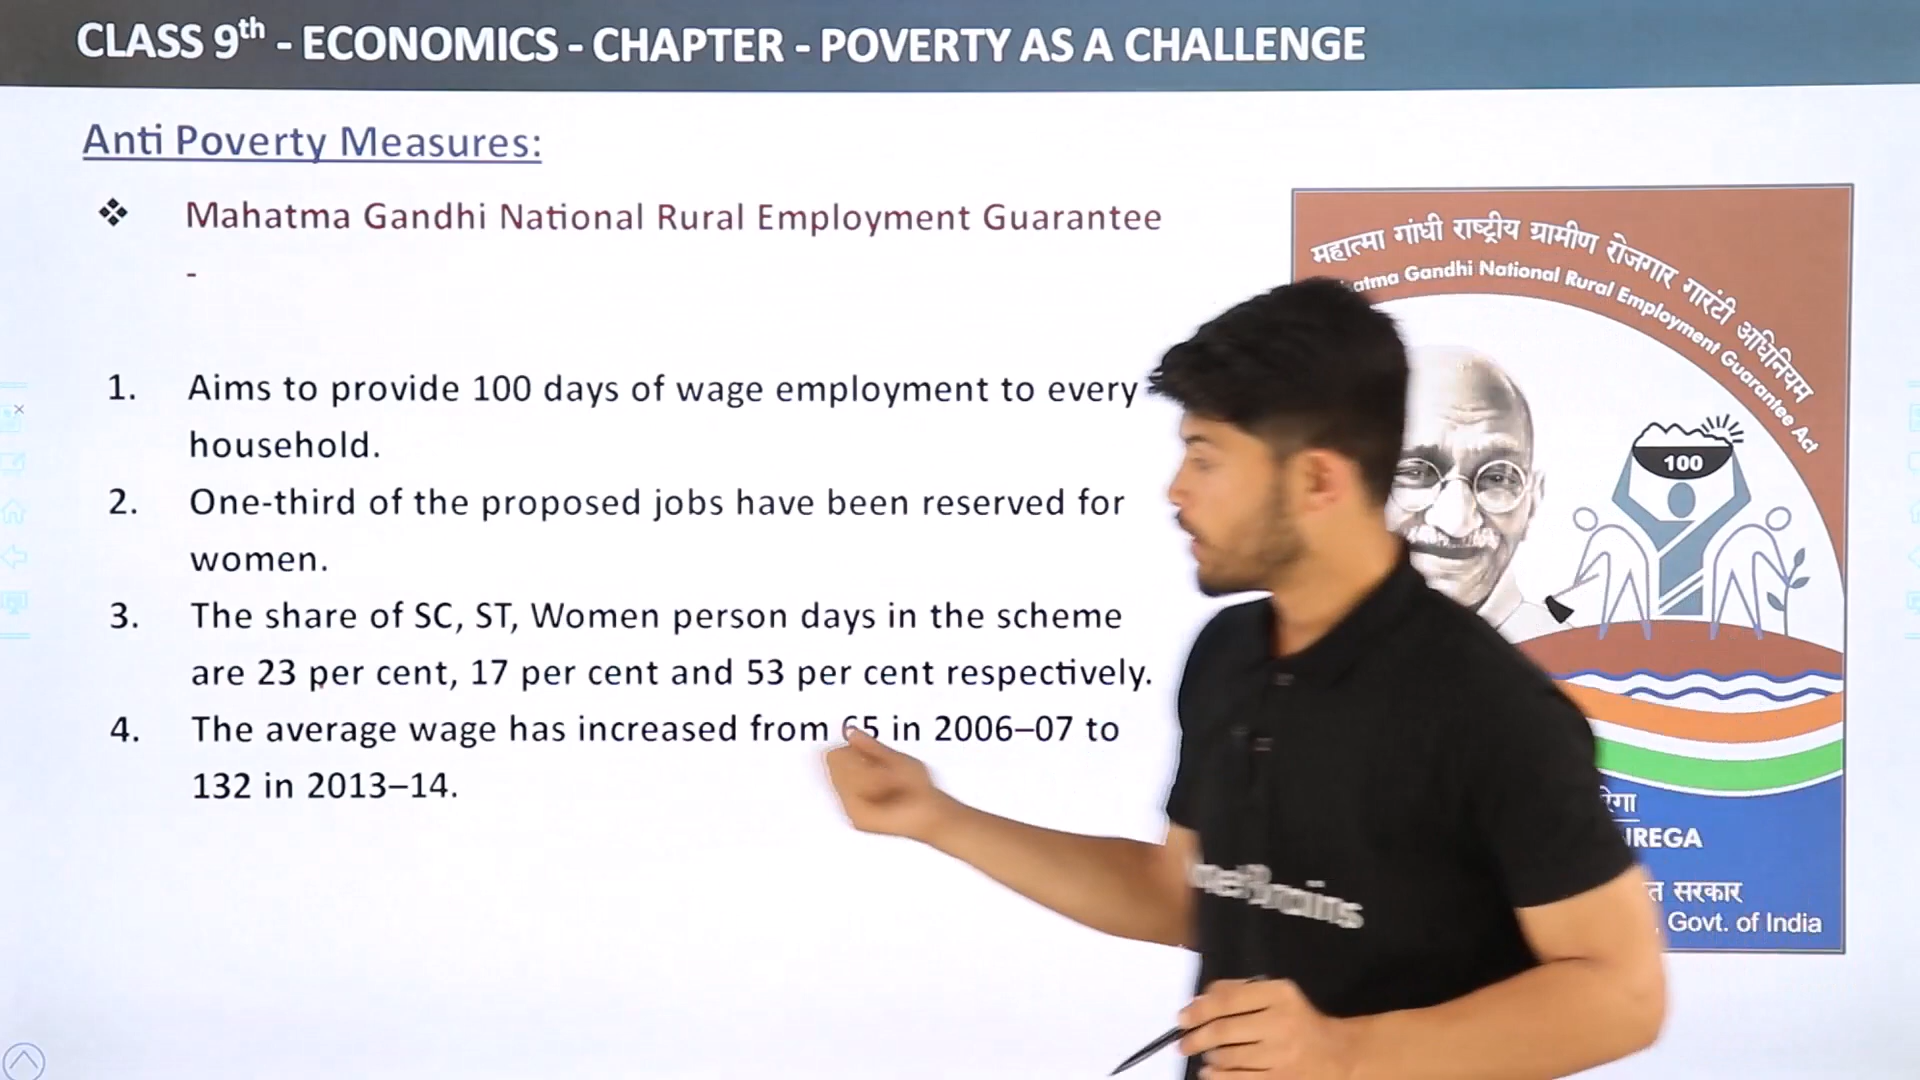 CLASS 9th - ECONOMICS - CHAPTER - POVERTY AS A CHALLENGE
Anti Poverty Measures:
❖ Mahatma Gandhi National Rural Employment Guarantee
-
1. Aims to provide 100 days of wage employment to every
household.
2. One-third of the proposed jobs have been reserved for
women.
3. The share of SC, ST, Women person days in the scheme
are 23 per cent, 17 per cent and 53 per cent respectively.
4. The average wage has increased from 65 in 2006–07 to
132 in 2013–14.
महात्मा गांधी राष्ट्रीय ग्रामीण रोजगार गारंटी अधिनियम
Gandhi National Rural Employment Guarantee Act
100
सरकार
Govt. of India